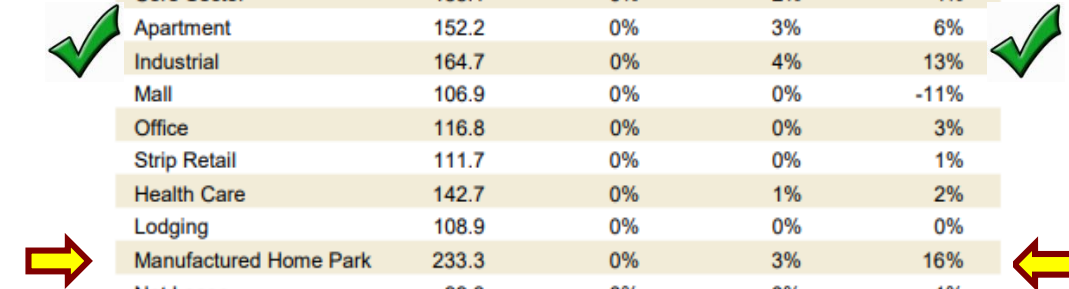 Apartment 152.2 0% 3% 6%
Industrial 164.7 0% 4% 13%
Mall 106.9 0% 0% -11%
Office 116.8 0% 0% 3%
Strip Retail 111.7 0% 0% 1%
Health Care 142.7 0% 1% 2%
Lodging 108.9 0% 0% 0%
Manufactured Home Park 233.3 0% 3% 16%